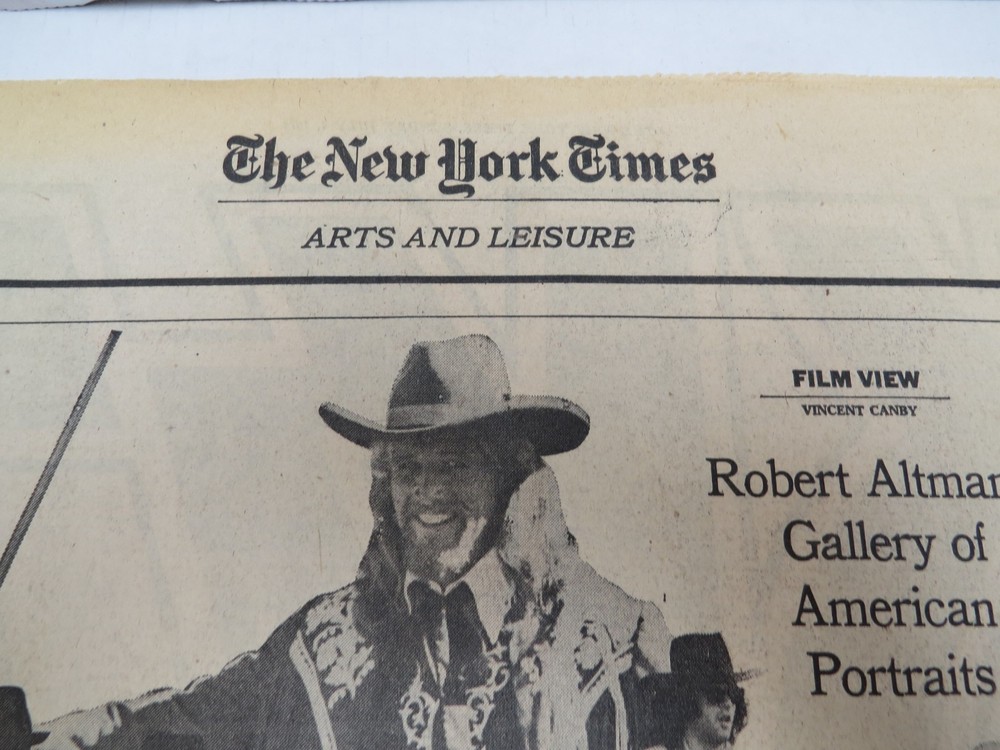 The New York Times
ARTS AND LEISURE
FILM VIEW
VINCENT CANBY
Robert Altman
Gallery of
American
Portraits